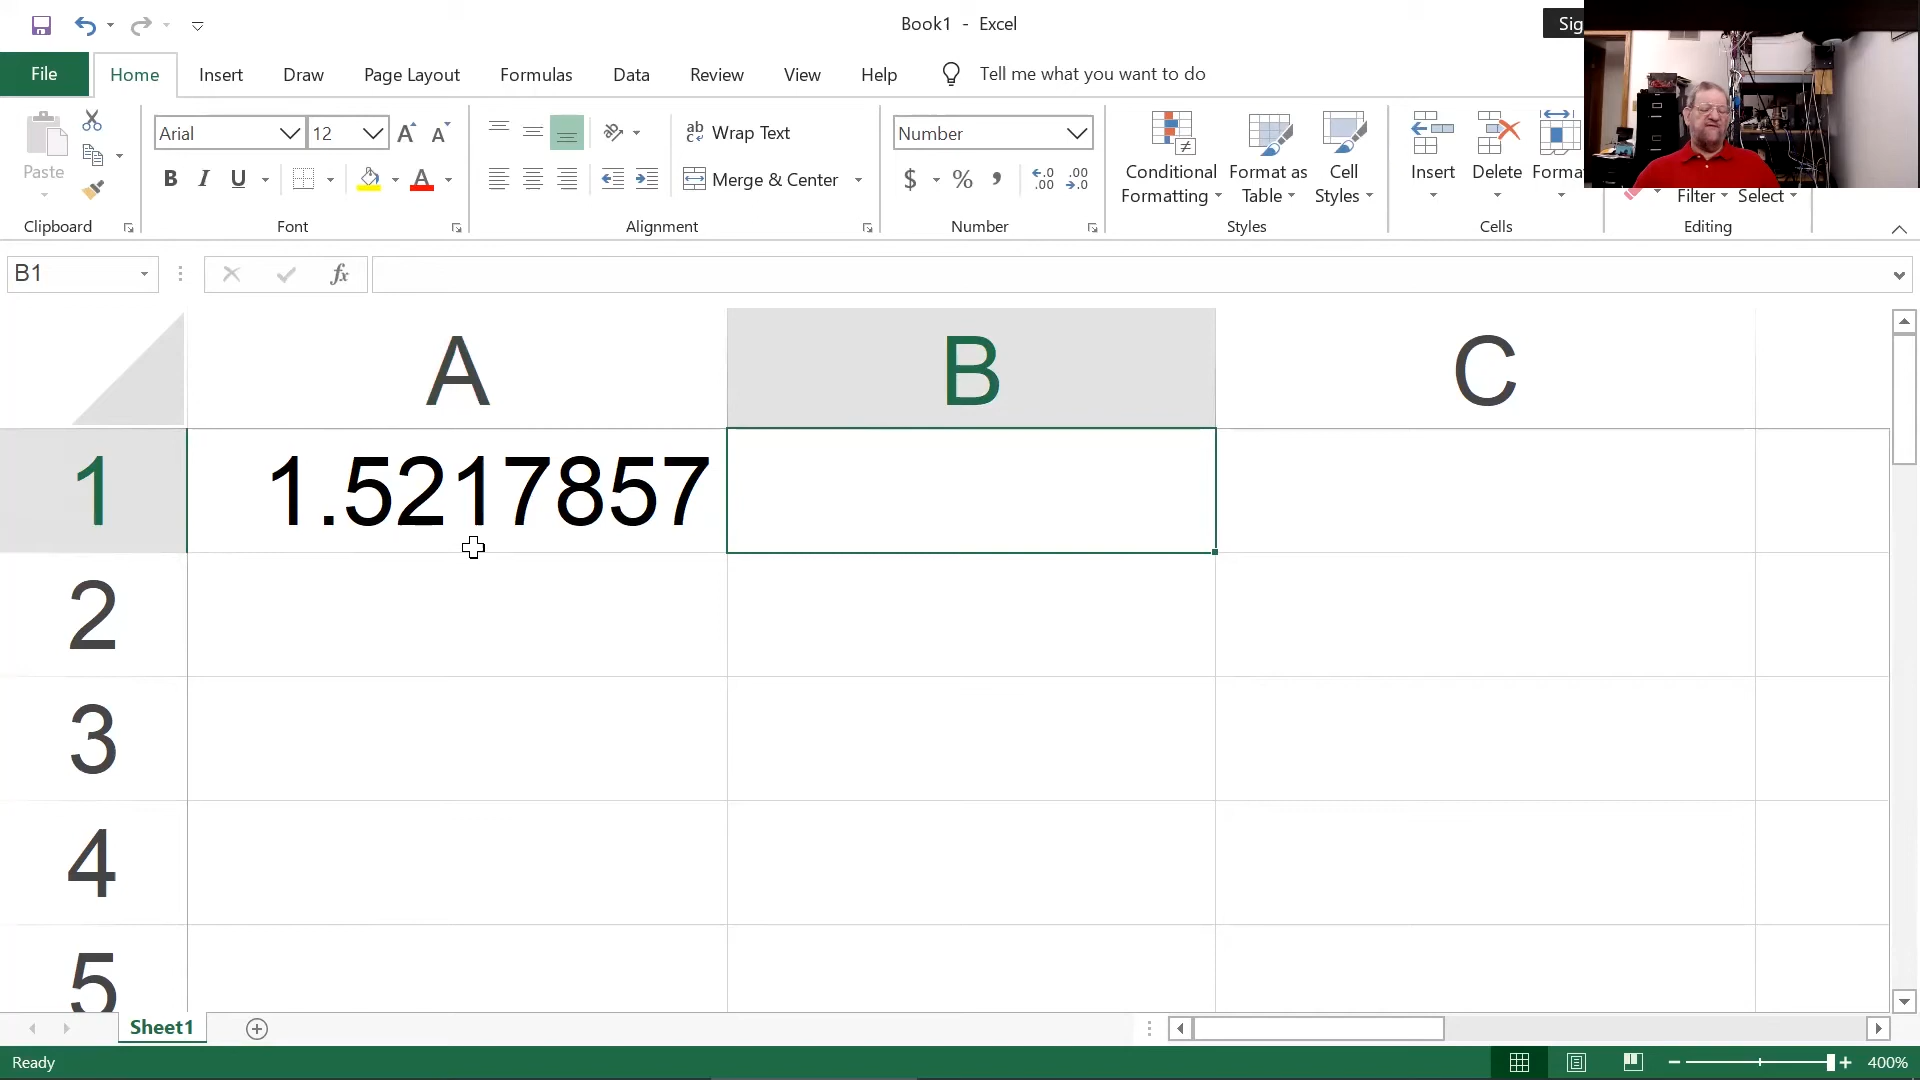 Book1 - Excel
Sig
File Home Insert Draw Page Layout Formulas Data Review View Help Tell me what you want to do
Arial 12 A A ab Wrap Text Number
Paste B I U A Merge & Center $ % , Conditional Formatting Format as Table Cell Styles Insert Delete Format
Filter Select
Clipboard Font Alignment Number Styles Cells Editing
B1 fx
A B C
1 1.5217857
2
3
4
5
Sheet1
Ready 400%